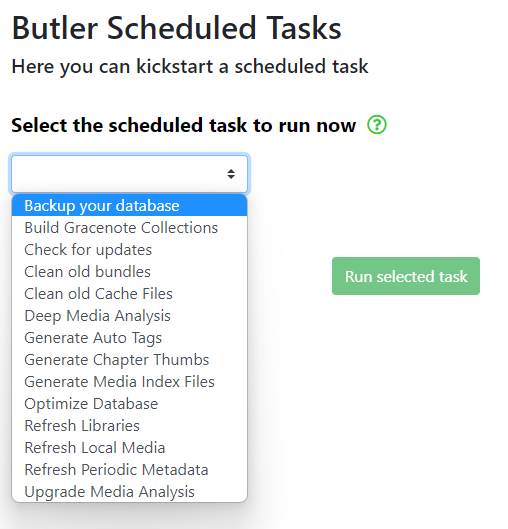 Butler Scheduled Tasks
Here you can kickstart a scheduled task
Select the scheduled task to run now ?
Backup your database
Build Gracenote Collections
Check for updates
Clean old bundles
Clean old Cache Files
Deep Media Analysis
Run selected task
Generate Auto Tags
Generate Chapter Thumbs
Generate Media Index Files
Optimize Database
Refresh Libraries
Refresh Local Media
Refresh Periodic Metadata
Upgrade Media Analysis